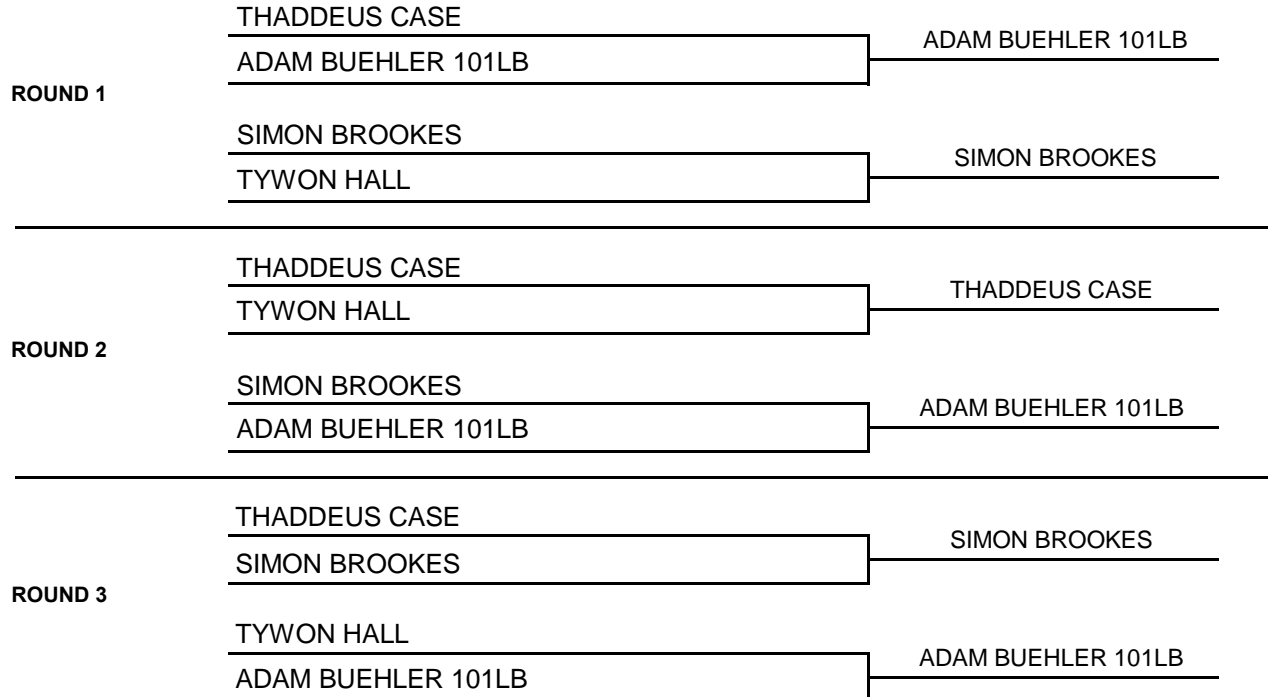 THADDEUS CASE
ADAM BUEHLER 101LB
ADAM BUEHLER 101LB
ROUND 1
SIMON BROOKES
SIMON BROOKES
TYWON HALL
THADDEUS CASE
THADDEUS CASE
TYWON HALL
ROUND 2
SIMON BROOKES
ADAM BUEHLER 101LB
ADAM BUEHLER 101LB
THADDEUS CASE
SIMON BROOKES
SIMON BROOKES
ROUND 3
TYWON HALL
ADAM BUEHLER 101LB
ADAM BUEHLER 101LB